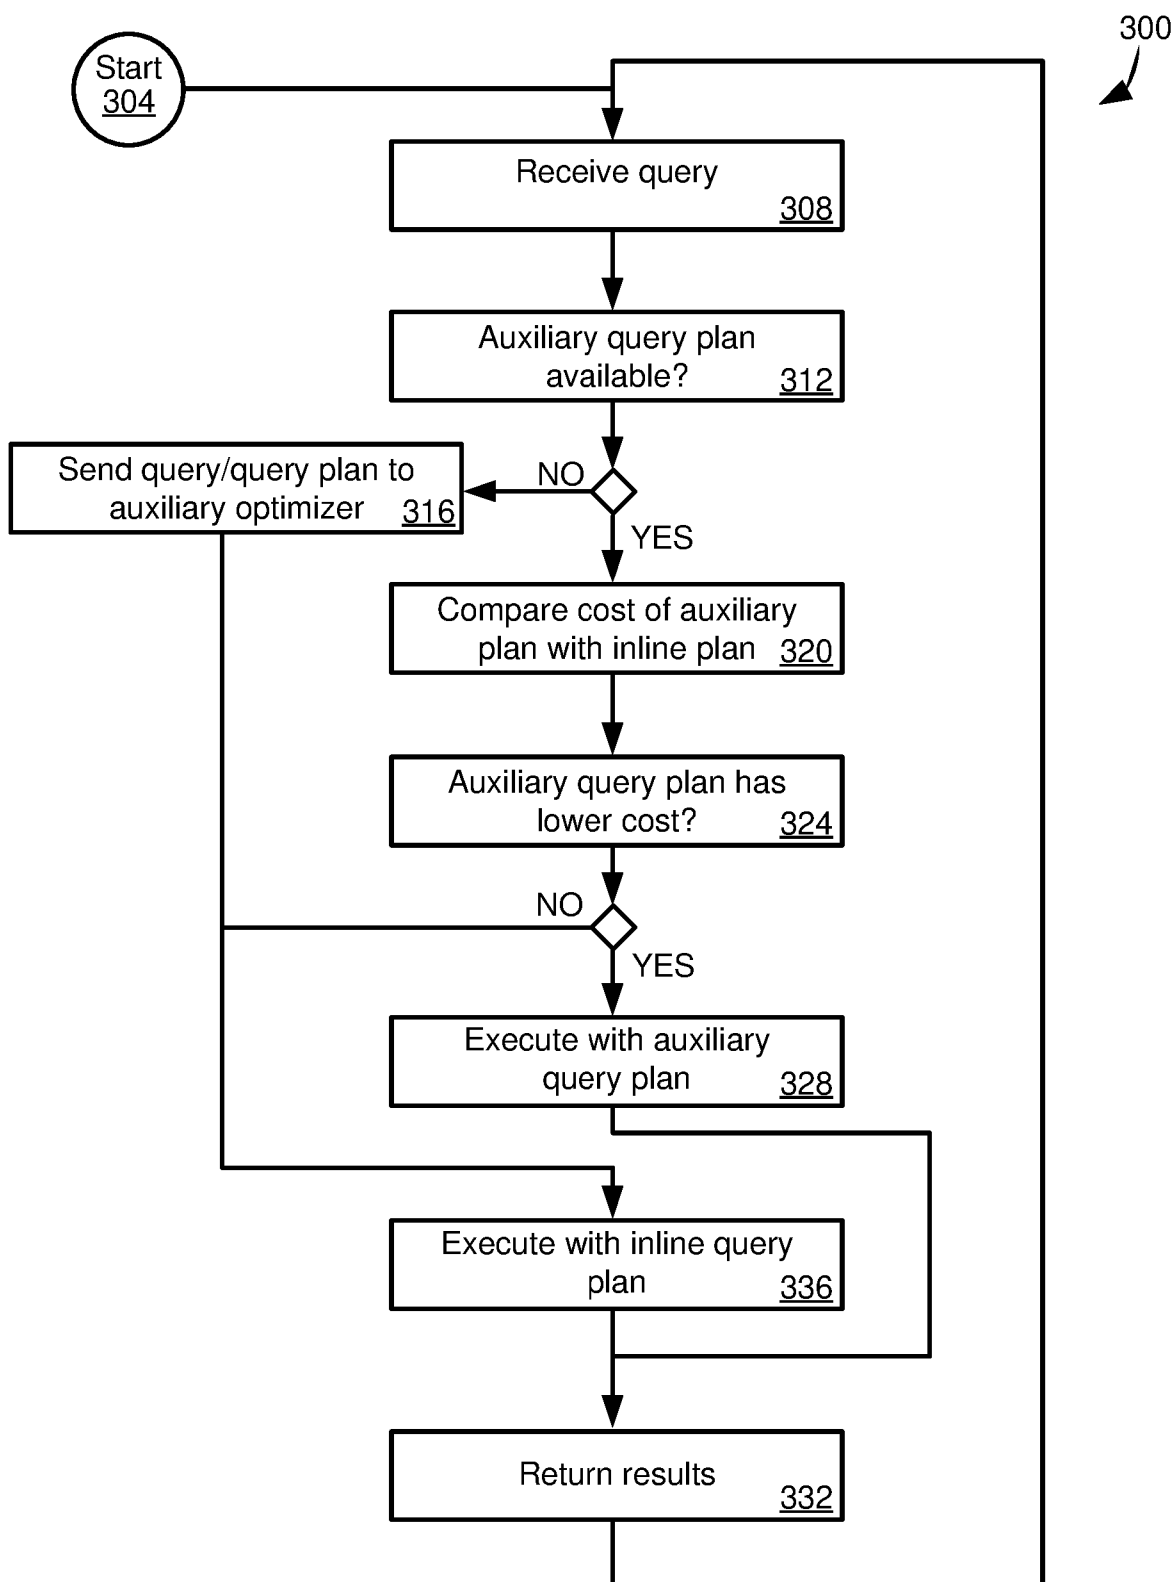 300
Start
304
Receive query
308
Auxiliary query plan
available?
312
Send query/query plan to
auxiliary optimizer
316
NO
YES
Compare cost of auxiliary
plan with inline plan
320
Auxiliary query plan has
lower cost?
324
NO
YES
Execute with auxiliary
query plan
328
Execute with inline query
plan
336
Return results
332